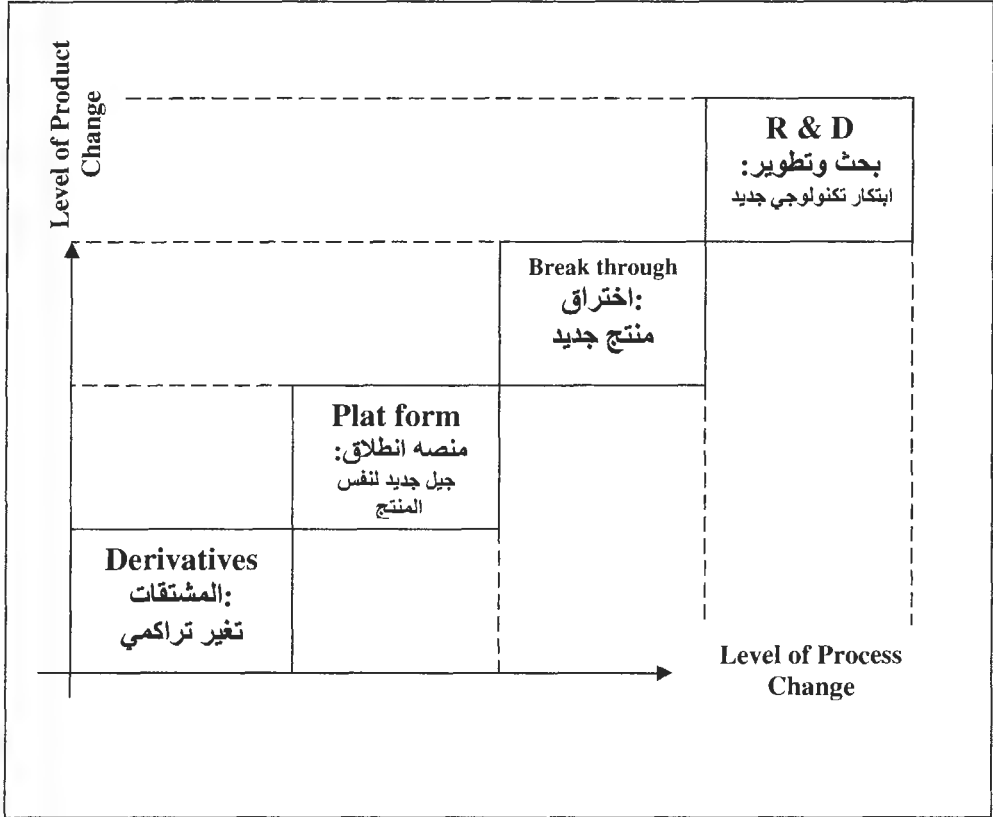 Level of Product
Change
R & D
بحث وتطوير:
ابتكار تكنولوجي جديد
Break through
اختراق:
منتج جديد
Plat form
منصه انطلاق:
جيل جديد لنفس
المنتج
Derivatives
المشتقات:
تغير تراكمي
Level of Process
Change